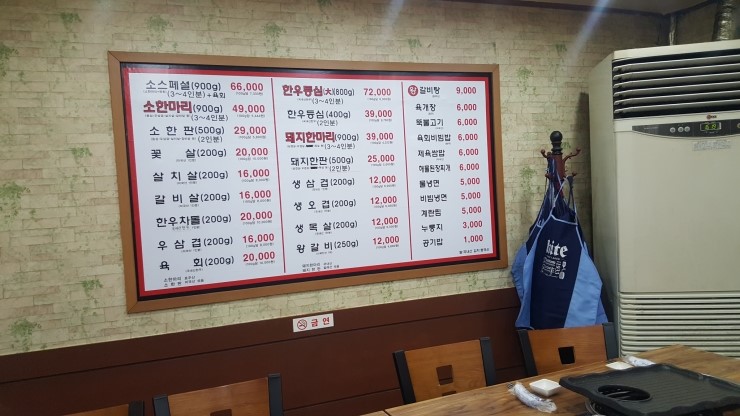 소스페셜(900g) 66,000
(3~4인분)+육회
소한마리(900g) 49,000
(3~4인분)
소 한 판(500g) 29,000
(2인분)
꽃 살(200g) 20,000
살 치 살(200g) 16,000
갈 비 살(200g) 16,000
한우차돌(200g) 20,000
우 삼 겹(200g) 16,000
육 회(200g) 20,000
한우등심(大)(600g) 72,000
(3~4인분)
한우등심(400g) 39,000
(2인분)
돼지한마리(900g) 39,000
(3~4인분)
돼지한판(500g) 25,000
(2인분)
생 삼 겹(200g) 12,000
생 오 겹(200g) 12,000
생 목 살(200g) 12,000
왕 갈 비(250g) 12,000
갈비탕 9,000
육개장 6,000
뚝불고기 6,000
육회비빔밥 6,000
제육쌈밥 6,000
해물된장찌개 6,000
물냉면 5,000
비빔냉면 5,000
계란찜 5,000
누룽지 3,000
공기밥 1,000
금연
hite